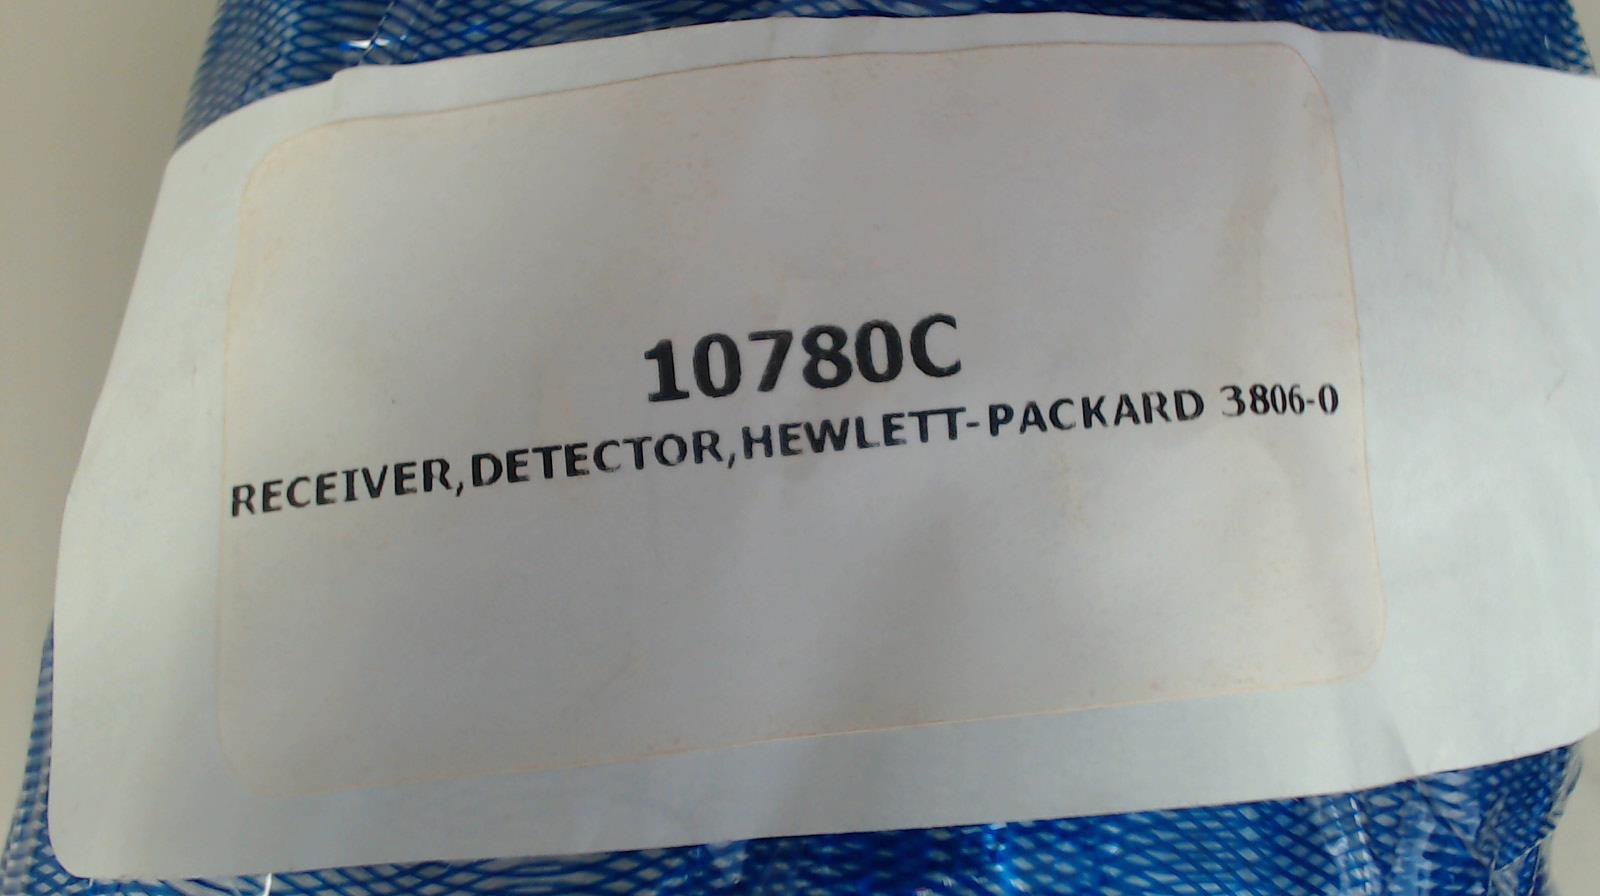 10780C
RECEIVER,DETECTOR,HEWLETT-PACKARD 3806-0